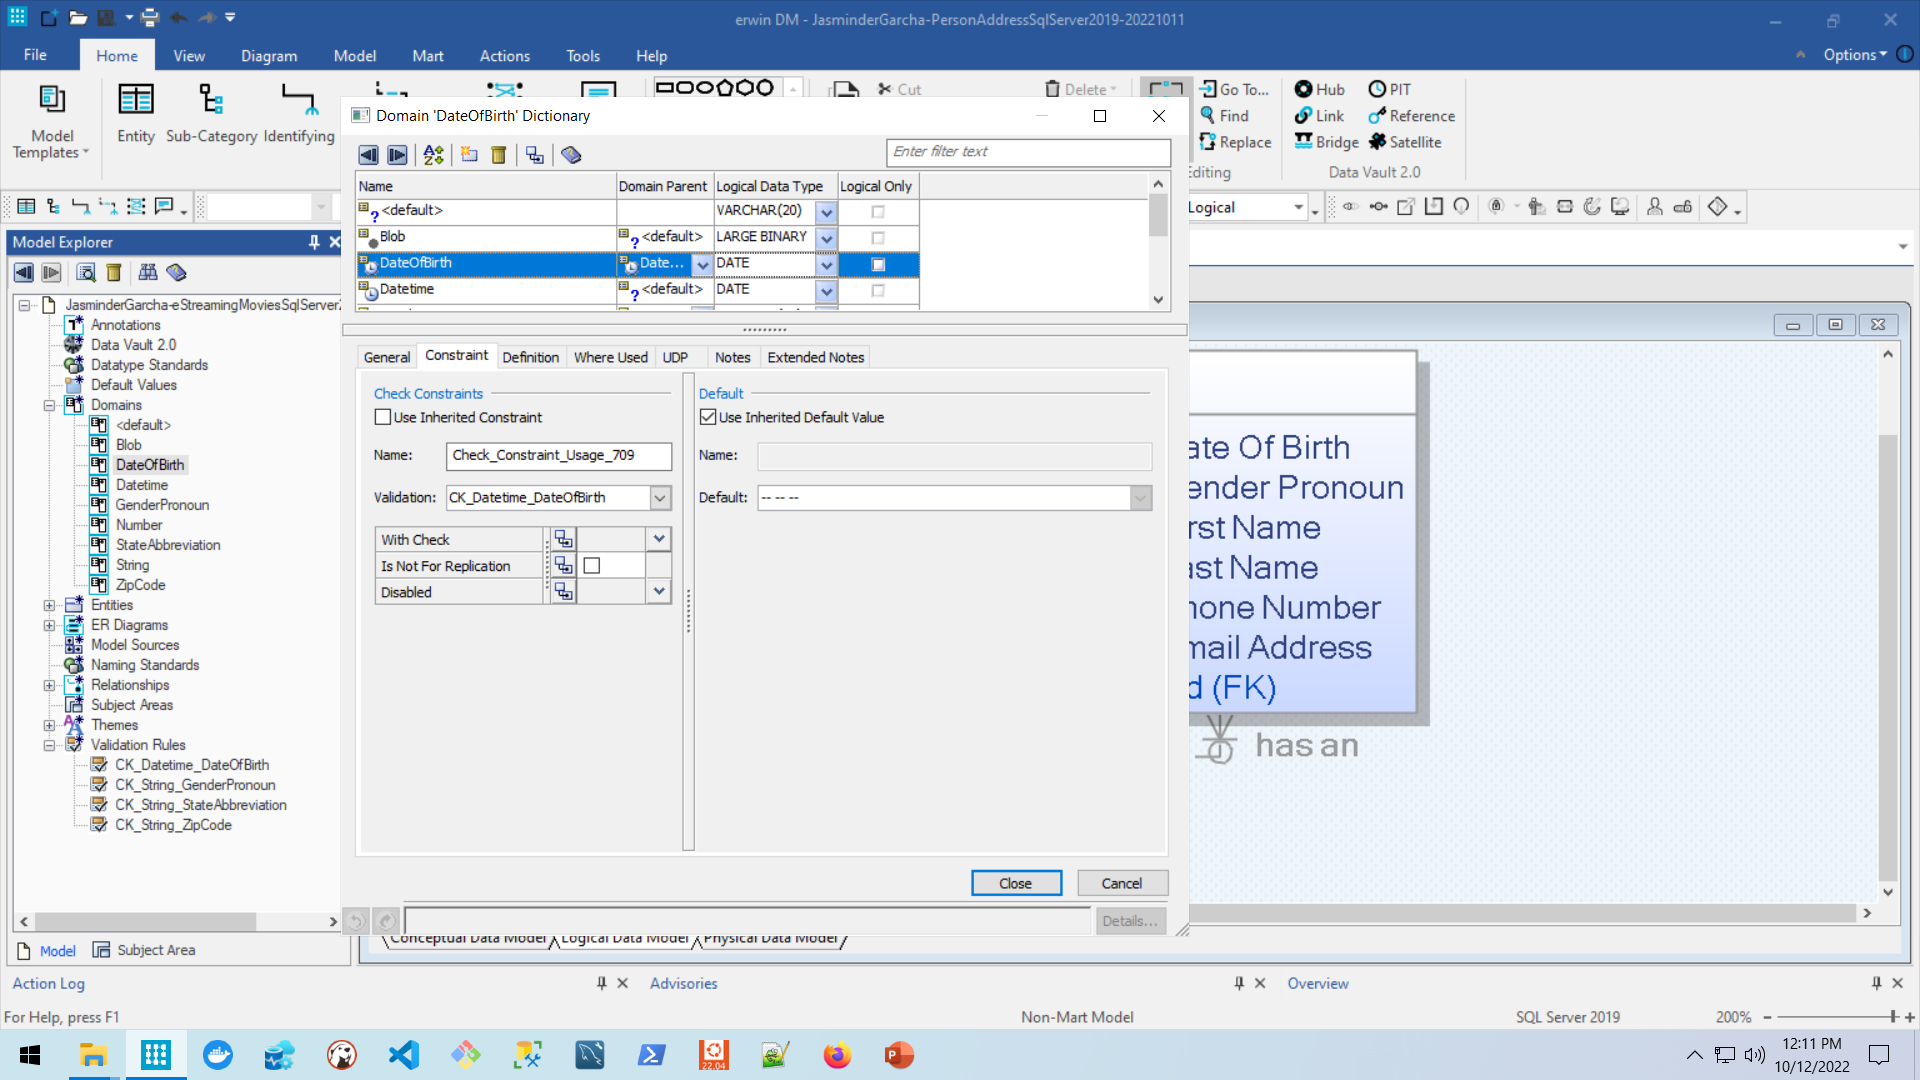 erwin DM - JasminderGarcha-PersonAddressSqlServer2019-20221011
File Home View Diagram Model Mart Actions Tools Help Options
Model Templates
Entity
Sub-Category
Identifying
Cut
Delete
Go To...
Find
Replace
Editing
Hub
Link
Bridge
PIT
Reference
Satellite
Data Vault 2.0
Logical
Model Explorer
JasminderGarcha-eStreamingMoviesSqlServer2
Annotations
Data Vault 2.0
Datatype Standards
Default Values
Domains
<default>
Blob
DateOfBirth
Datetime
GenderPronoun
Number
StateAbbreviation
String
ZipCode
Entities
ER Diagrams
Model Sources
Naming Standards
Relationships
Subject Areas
Themes
Validation Rules
CK_Datetime_DateOfBirth
CK_String_GenderPronoun
CK_String_StateAbbreviation
CK_String_ZipCode
Model Subject Area
Domain 'DateOfBirth' Dictionary
Enter filter text
Name Domain Parent Logical Data Type Logical Only
<default> VARCHAR(20)
Blob <default> LARGE BINARY
DateOfBirth Date... DATE
Datetime <default> DATE
General Constraint Definition Where Used UDP Notes Extended Notes
Check Constraints
Use Inherited Constraint
Name: Check_Constraint_Usage_709
Validation: CK_Datetime_DateOfBirth
With Check
Is Not For Replication
Disabled
Default
Use Inherited Default Value
Name:
Default: -- -- --
Close Cancel
Details...
ate Of Birth
ender Pronoun
rst Name
ast Name
hone Number
mail Address
d (FK)
has an
Conceptual Data Model Logical Data Model Physical Data Model
Action Log Advisories Overview
For Help, press F1 Non-Mart Model SQL Server 2019 200%
22.04
12:11 PM
10/12/2022